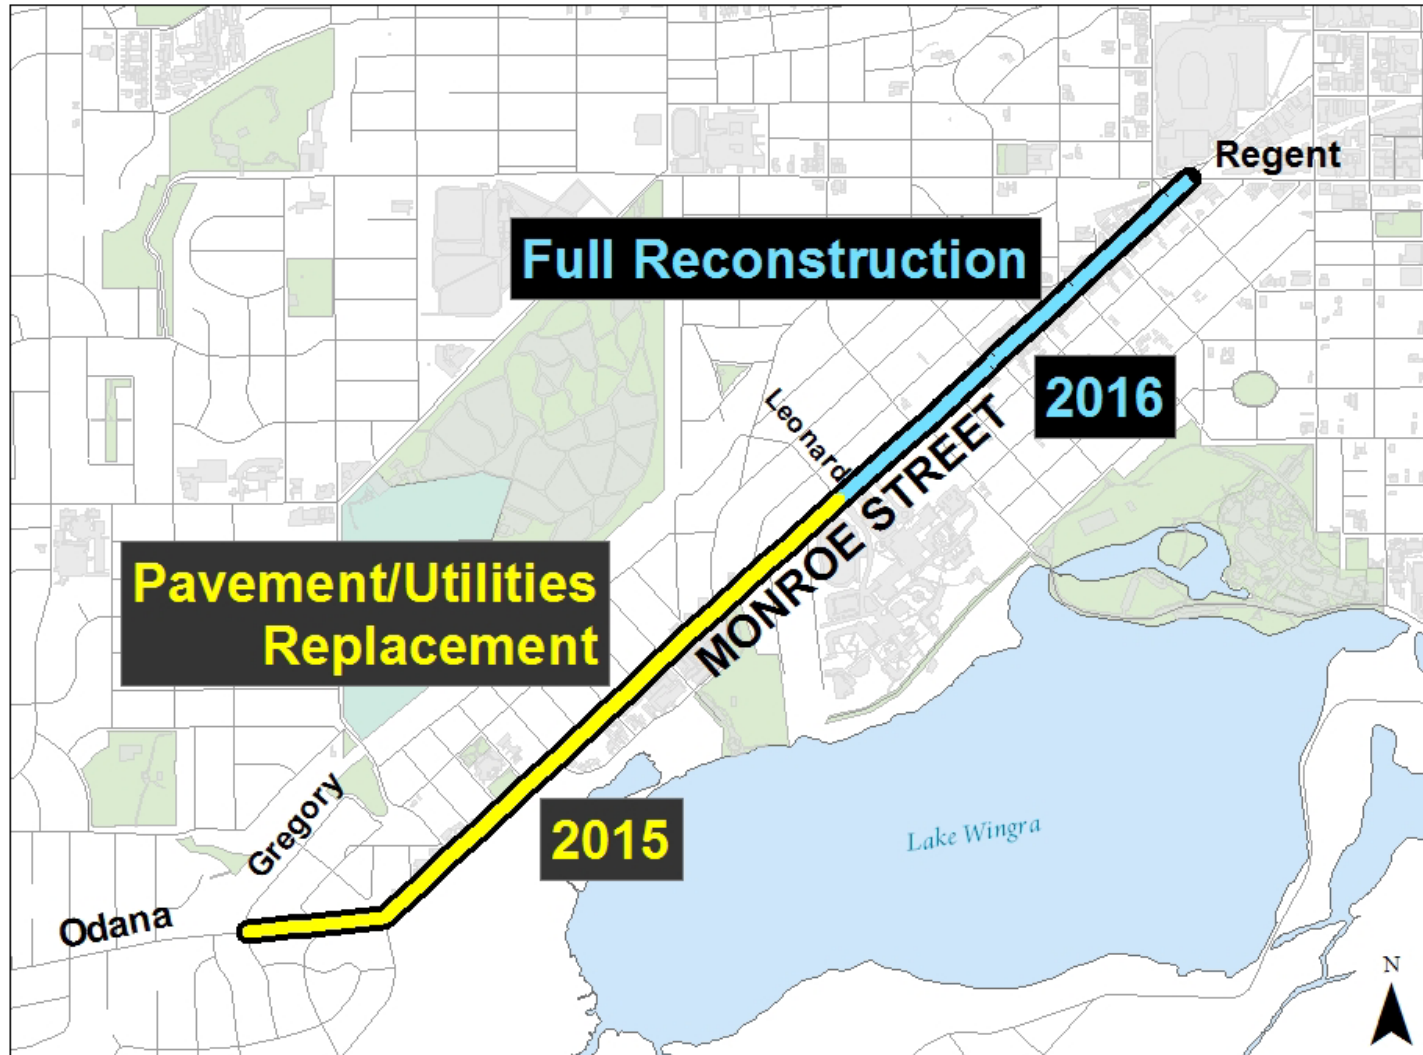 Regent
Full Reconstruction
2016
Leonard
MONROE STREET
Pavement/Utilities
Replacement
2015
Gregory
Odana
Lake Wingra
N